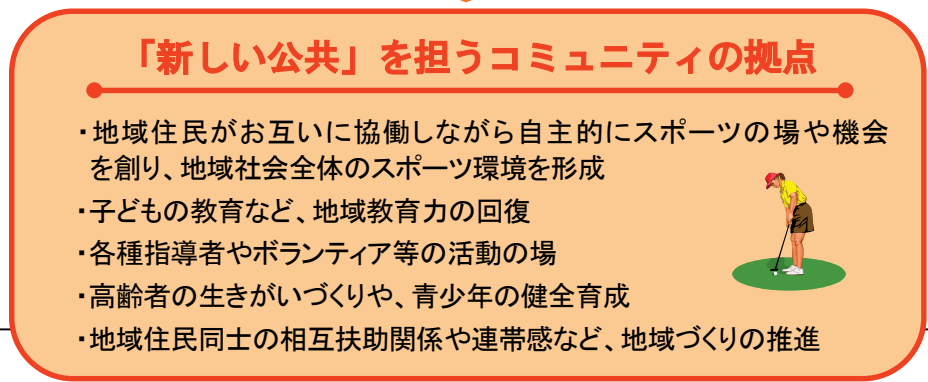 「新しい公共」を担うコミュニティの拠点
・地域住民がお互いに協働しながら自主的にスポーツの場や機会
を創り、地域社会全体のスポーツ環境を形成
・子どもの教育など、地域教育力の回復
・各種指導者やボランティア等の活動の場
・高齢者の生きがいづくりや、青少年の健全育成
・地域住民同士の相互扶助関係や連帯感など、地域づくりの推進